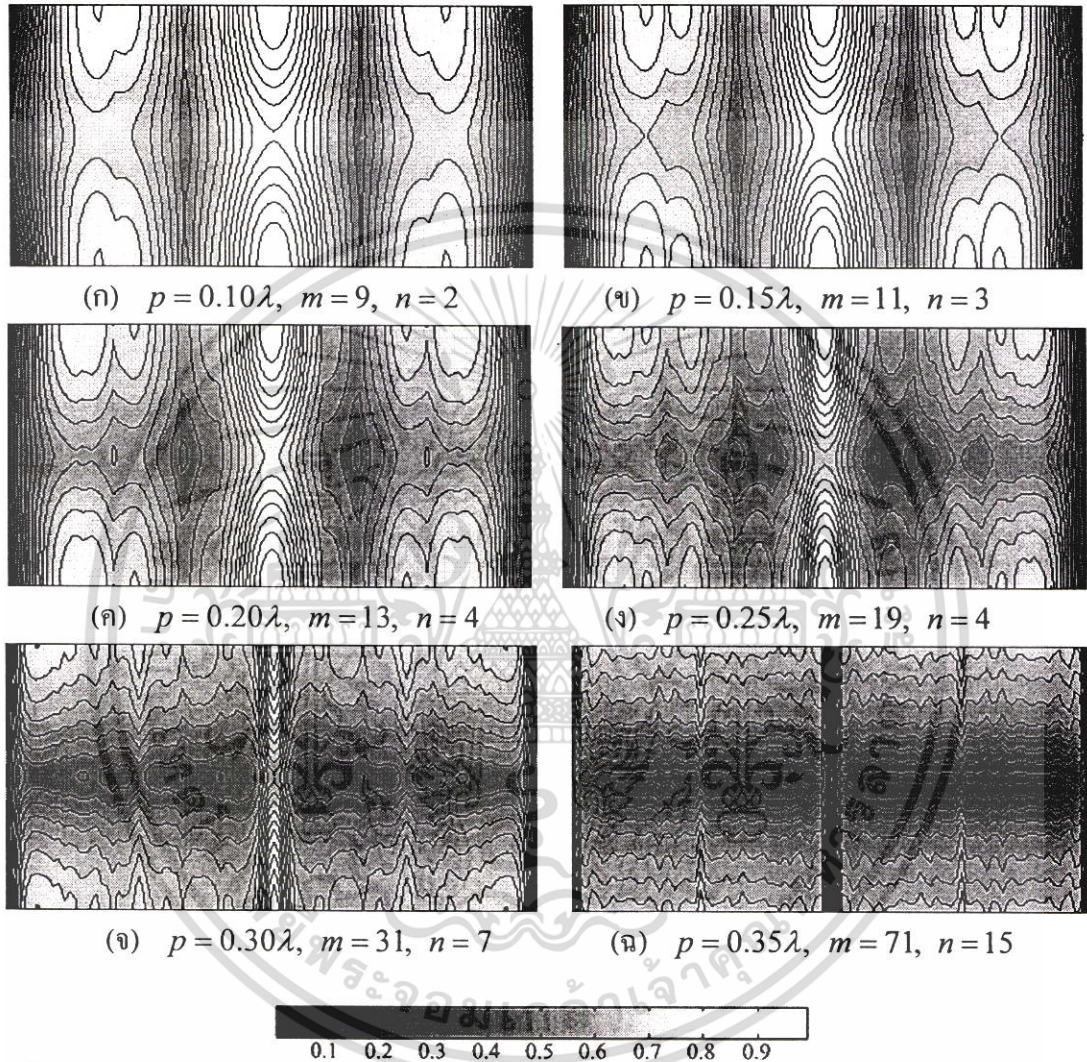 (ก) p = 0.10λ, m = 9, n = 2
(ข) p = 0.15λ, m = 11, n = 3
(ค) p = 0.20λ, m = 13, n = 4
(ง) p = 0.25λ, m = 19, n = 4
(จ) p = 0.30λ, m = 31, n = 7
(ฉ) p = 0.35λ, m = 71, n = 15
0.1 0.2 0.3 0.4 0.5 0.6 0.7 0.8 0.9